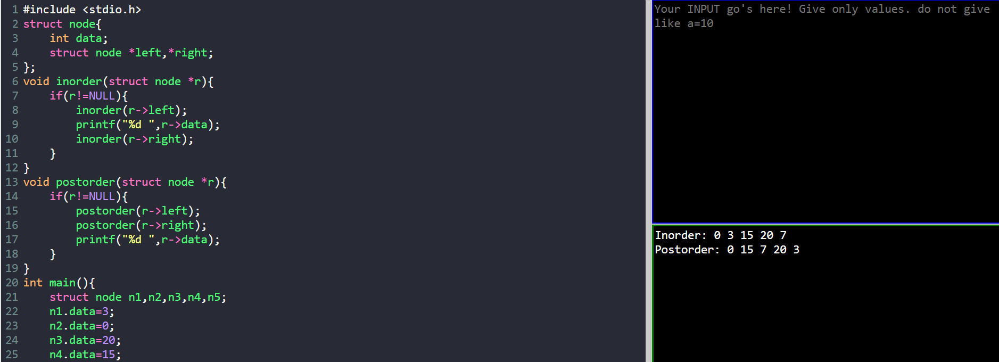 1 #include <stdio.h>
2 struct node{
3     int data;
4     struct node *left,*right;
5 };
6 void inorder(struct node *r){
7     if(r!=NULL){
8         inorder(r->left);
9         printf("%d ",r->data);
10         inorder(r->right);
11     }
12 }
13 void postorder(struct node *r){
14     if(r!=NULL){
15         postorder(r->left);
16         postorder(r->right);
17         printf("%d ",r->data);
18     }
19 }
20 int main(){
21     struct node n1,n2,n3,n4,n5;
22     n1.data=3;
23     n2.data=0;
24     n3.data=20;
25     n4.data=15;
Your INPUT go's here! Give only values. do not give
like a=10
Inorder: 0 3 15 20 7
Postorder: 0 15 7 20 3